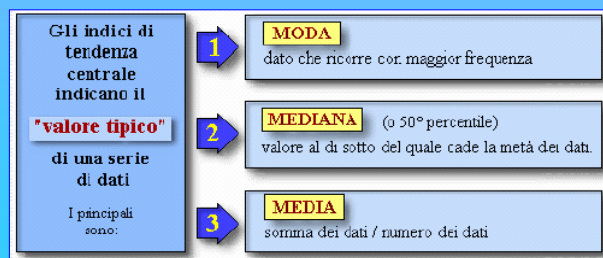 Gli indici di
tendenza
centrale
indicano il
"valore tipico"
di una serie
di dati
I principali
sono:
1
MODA
dato che ricorre con maggior frequenza
2
MEDIANA (o 50° percentile)
valore al di sotto del quale cade la metà dei dati.
3
MEDIA
somma dei dati / numero dei dati